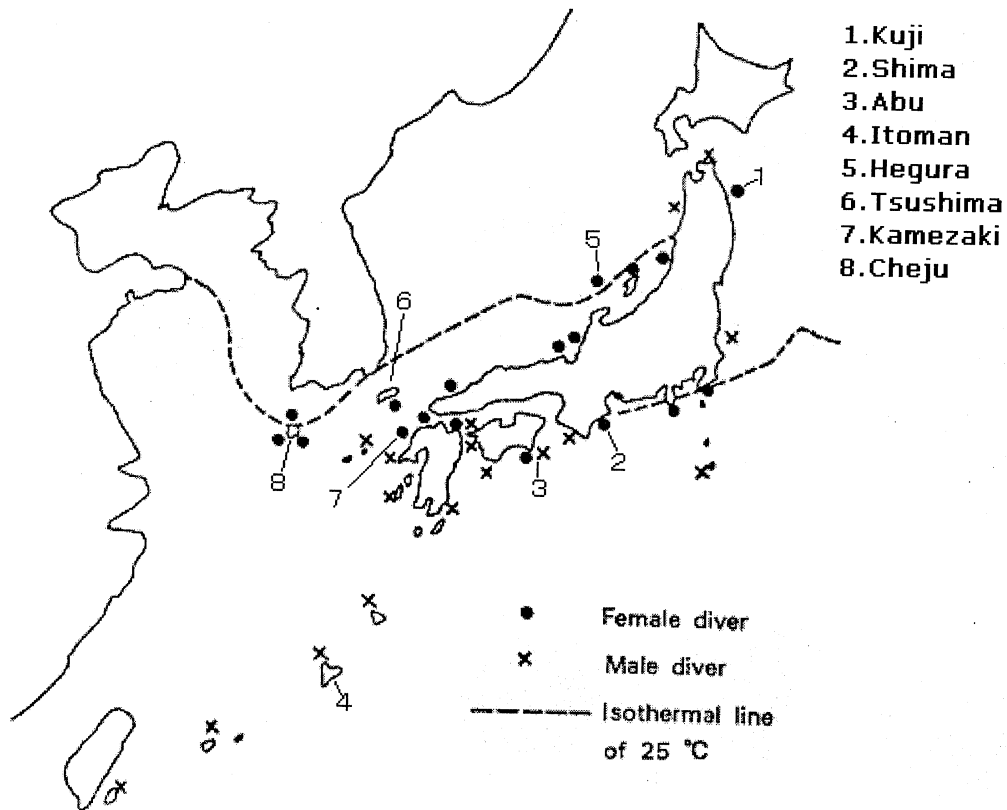 1.Kuji
2.Shima
3.Abu
4.Itoman
5.Hegura
6.Tsushima
7.Kamezaki
8.Cheju
1
5
6
2
3
7
8
4
Female diver
Male diver
Isothermal line
of 25 °C